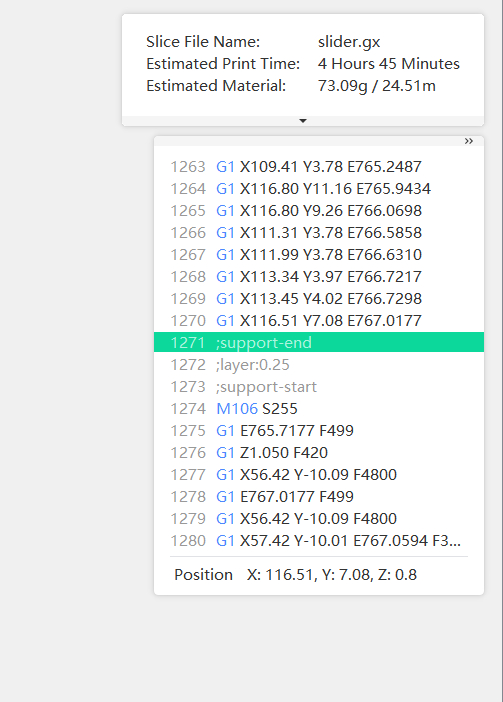 Slice File Name: slider.gx
Estimated Print Time: 4 Hours 45 Minutes
Estimated Material: 73.09g / 24.51m
»
1263 G1 X109.41 Y3.78 E765.2487
1264 G1 X116.80 Y11.16 E765.9434
1265 G1 X116.80 Y9.26 E766.0698
1266 G1 X111.31 Y3.78 E766.5858
1267 G1 X111.99 Y3.78 E766.6310
1268 G1 X113.34 Y3.97 E766.7217
1269 G1 X113.45 Y4.02 E766.7298
1270 G1 X116.51 Y7.08 E767.0177
1271 ;support-end
1272 ;layer:0.25
1273 ;support-start
1274 M106 S255
1275 G1 E765.7177 F499
1276 G1 Z1.050 F420
1277 G1 X56.42 Y-10.09 F4800
1278 G1 E767.0177 F499
1279 G1 X56.42 Y-10.09 F4800
1280 G1 X57.42 Y-10.01 E767.0594 F3...
Position X: 116.51, Y: 7.08, Z: 0.8